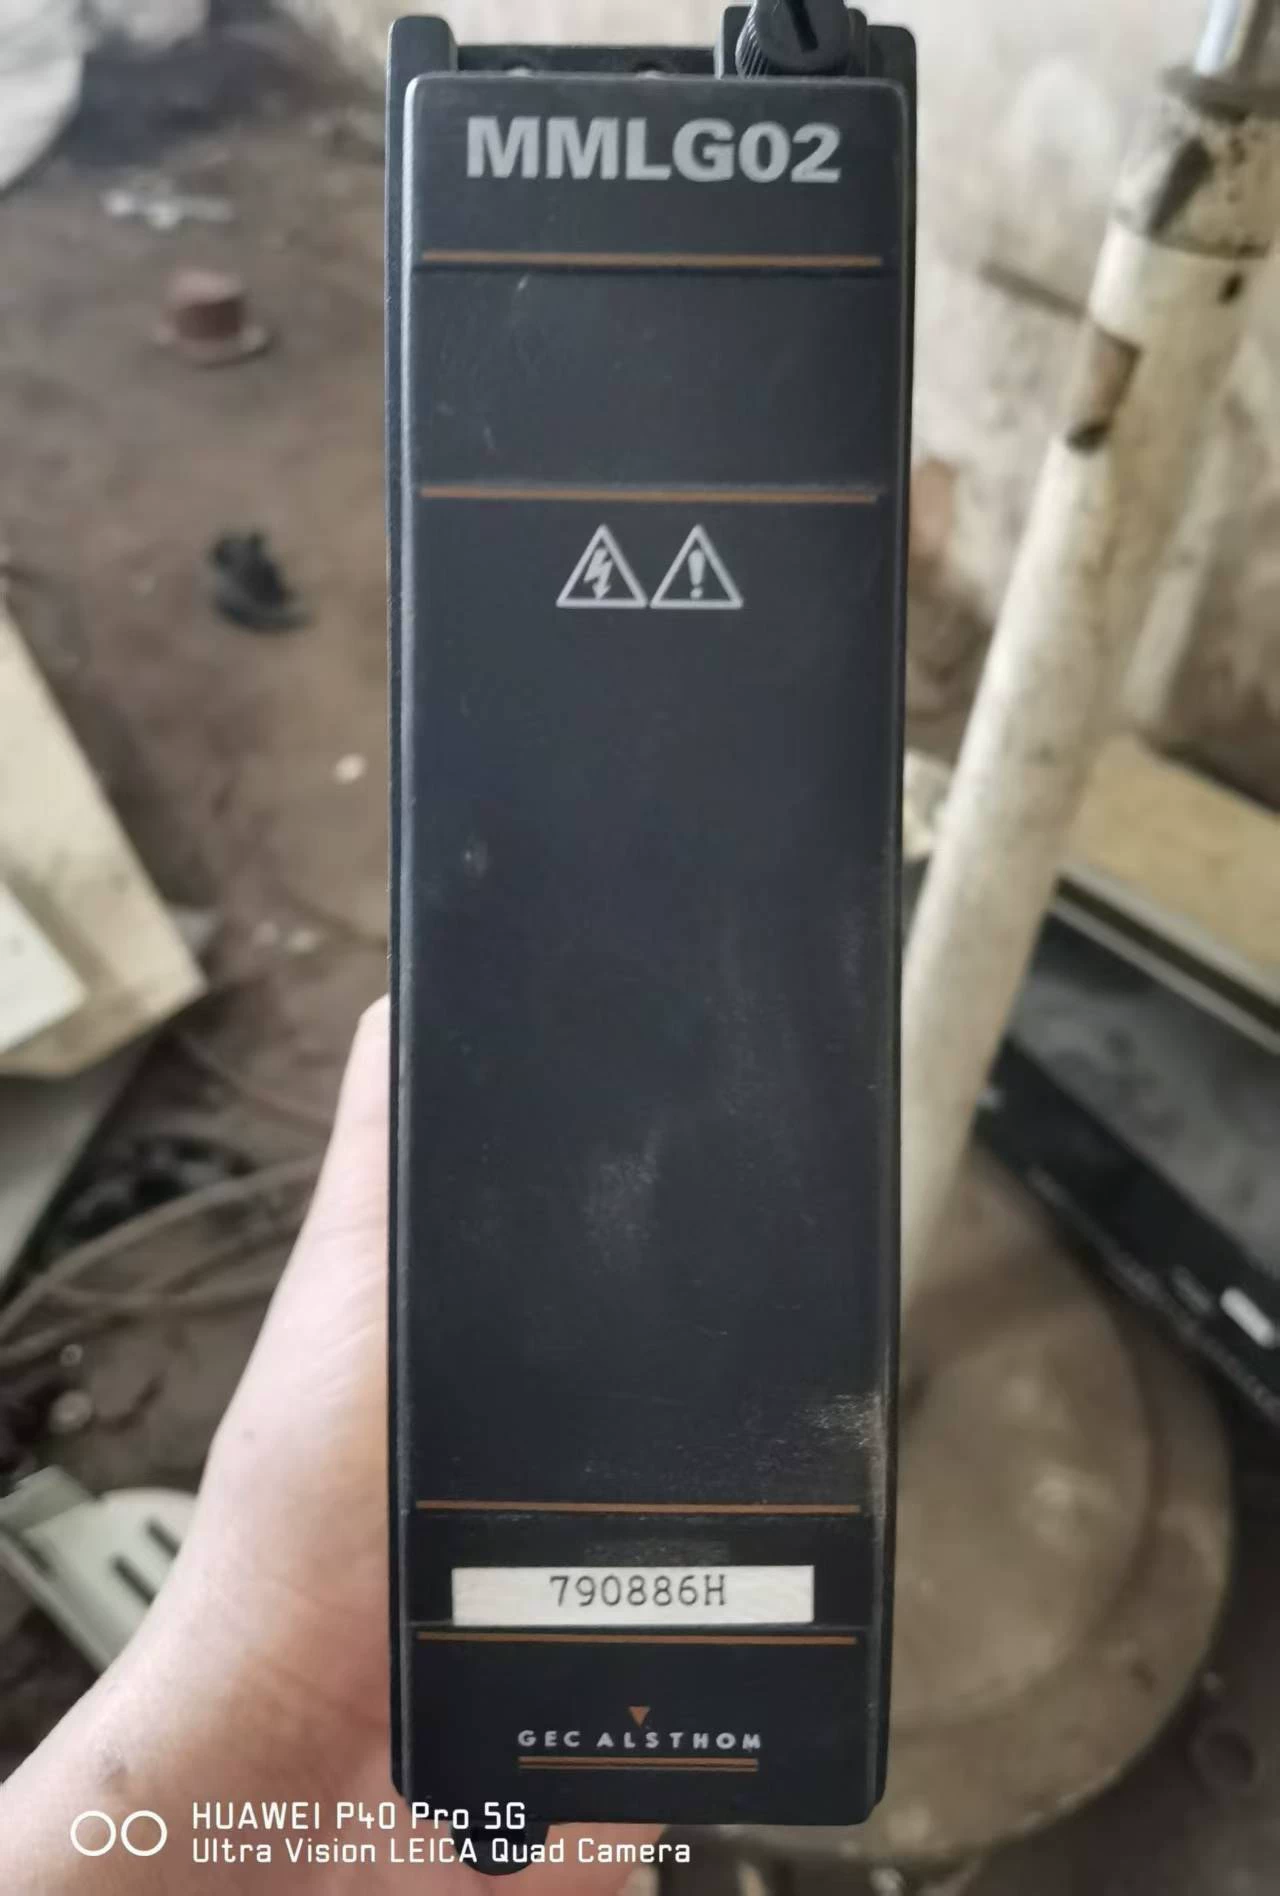 MMLG02
790886H
GEC ALSTHOM
HUAWEI P40 Pro 5G
Ultra Vision LEICA Quad Camera